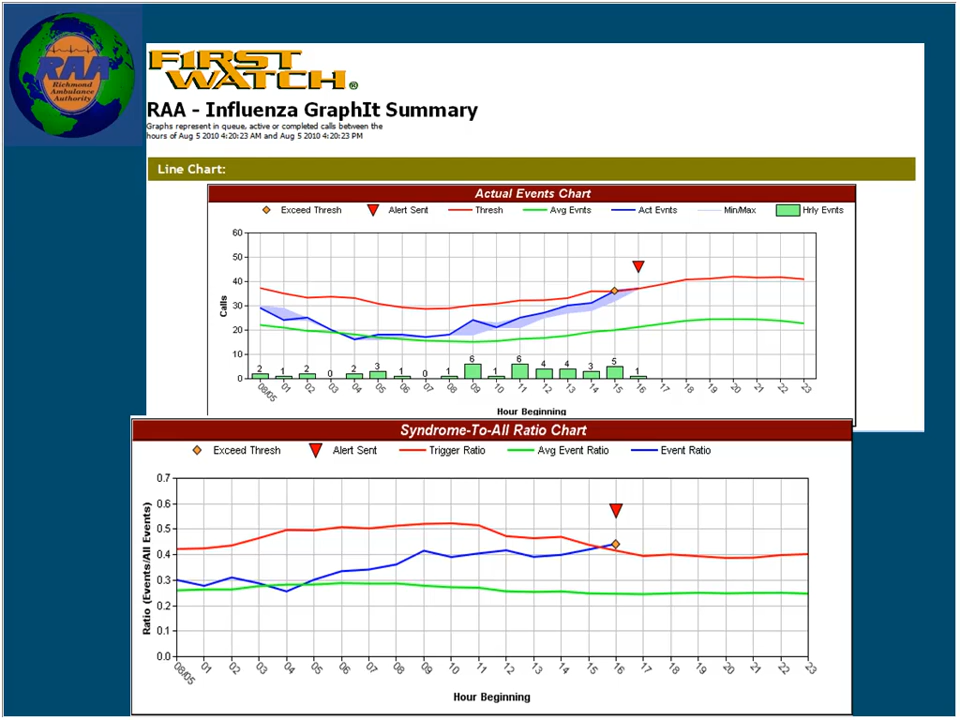 RAA
Richmond
Ambulance
Authority
FIRST
WATCH®
RAA - Influenza GraphIt Summary
Graphs represent in queue, active or completed calls between the
hours of Aug 5 2010 4:20:23 AM and Aug 5 2010 4:20:23 PM
Line Chart:
Actual Events Chart
Exceed Thresh Alert Sent Thresh Avg Evnts Act Evnts Min/Max Hrly Evnts
60
50
40
30
20
10
0
Calls
2 1 2 0 2 3 1 0 1 6 1 6 4 4 3 5 1
08/05 01 02 03 04 05 06 07 08 09 10 11 12 13 14 15 16 17 18 19 20 21 22 23
Hour Beginning
Syndrome-To-All Ratio Chart
Exceed Thresh Alert Sent Trigger Ratio Avg Event Ratio Event Ratio
0.7
0.6
0.5
0.4
0.3
0.2
0.1
0.0
Ratio (Events/All Events)
08/05 01 02 03 04 05 06 07 08 09 10 11 12 13 14 15 16 17 18 19 20 21 22 23
Hour Beginning